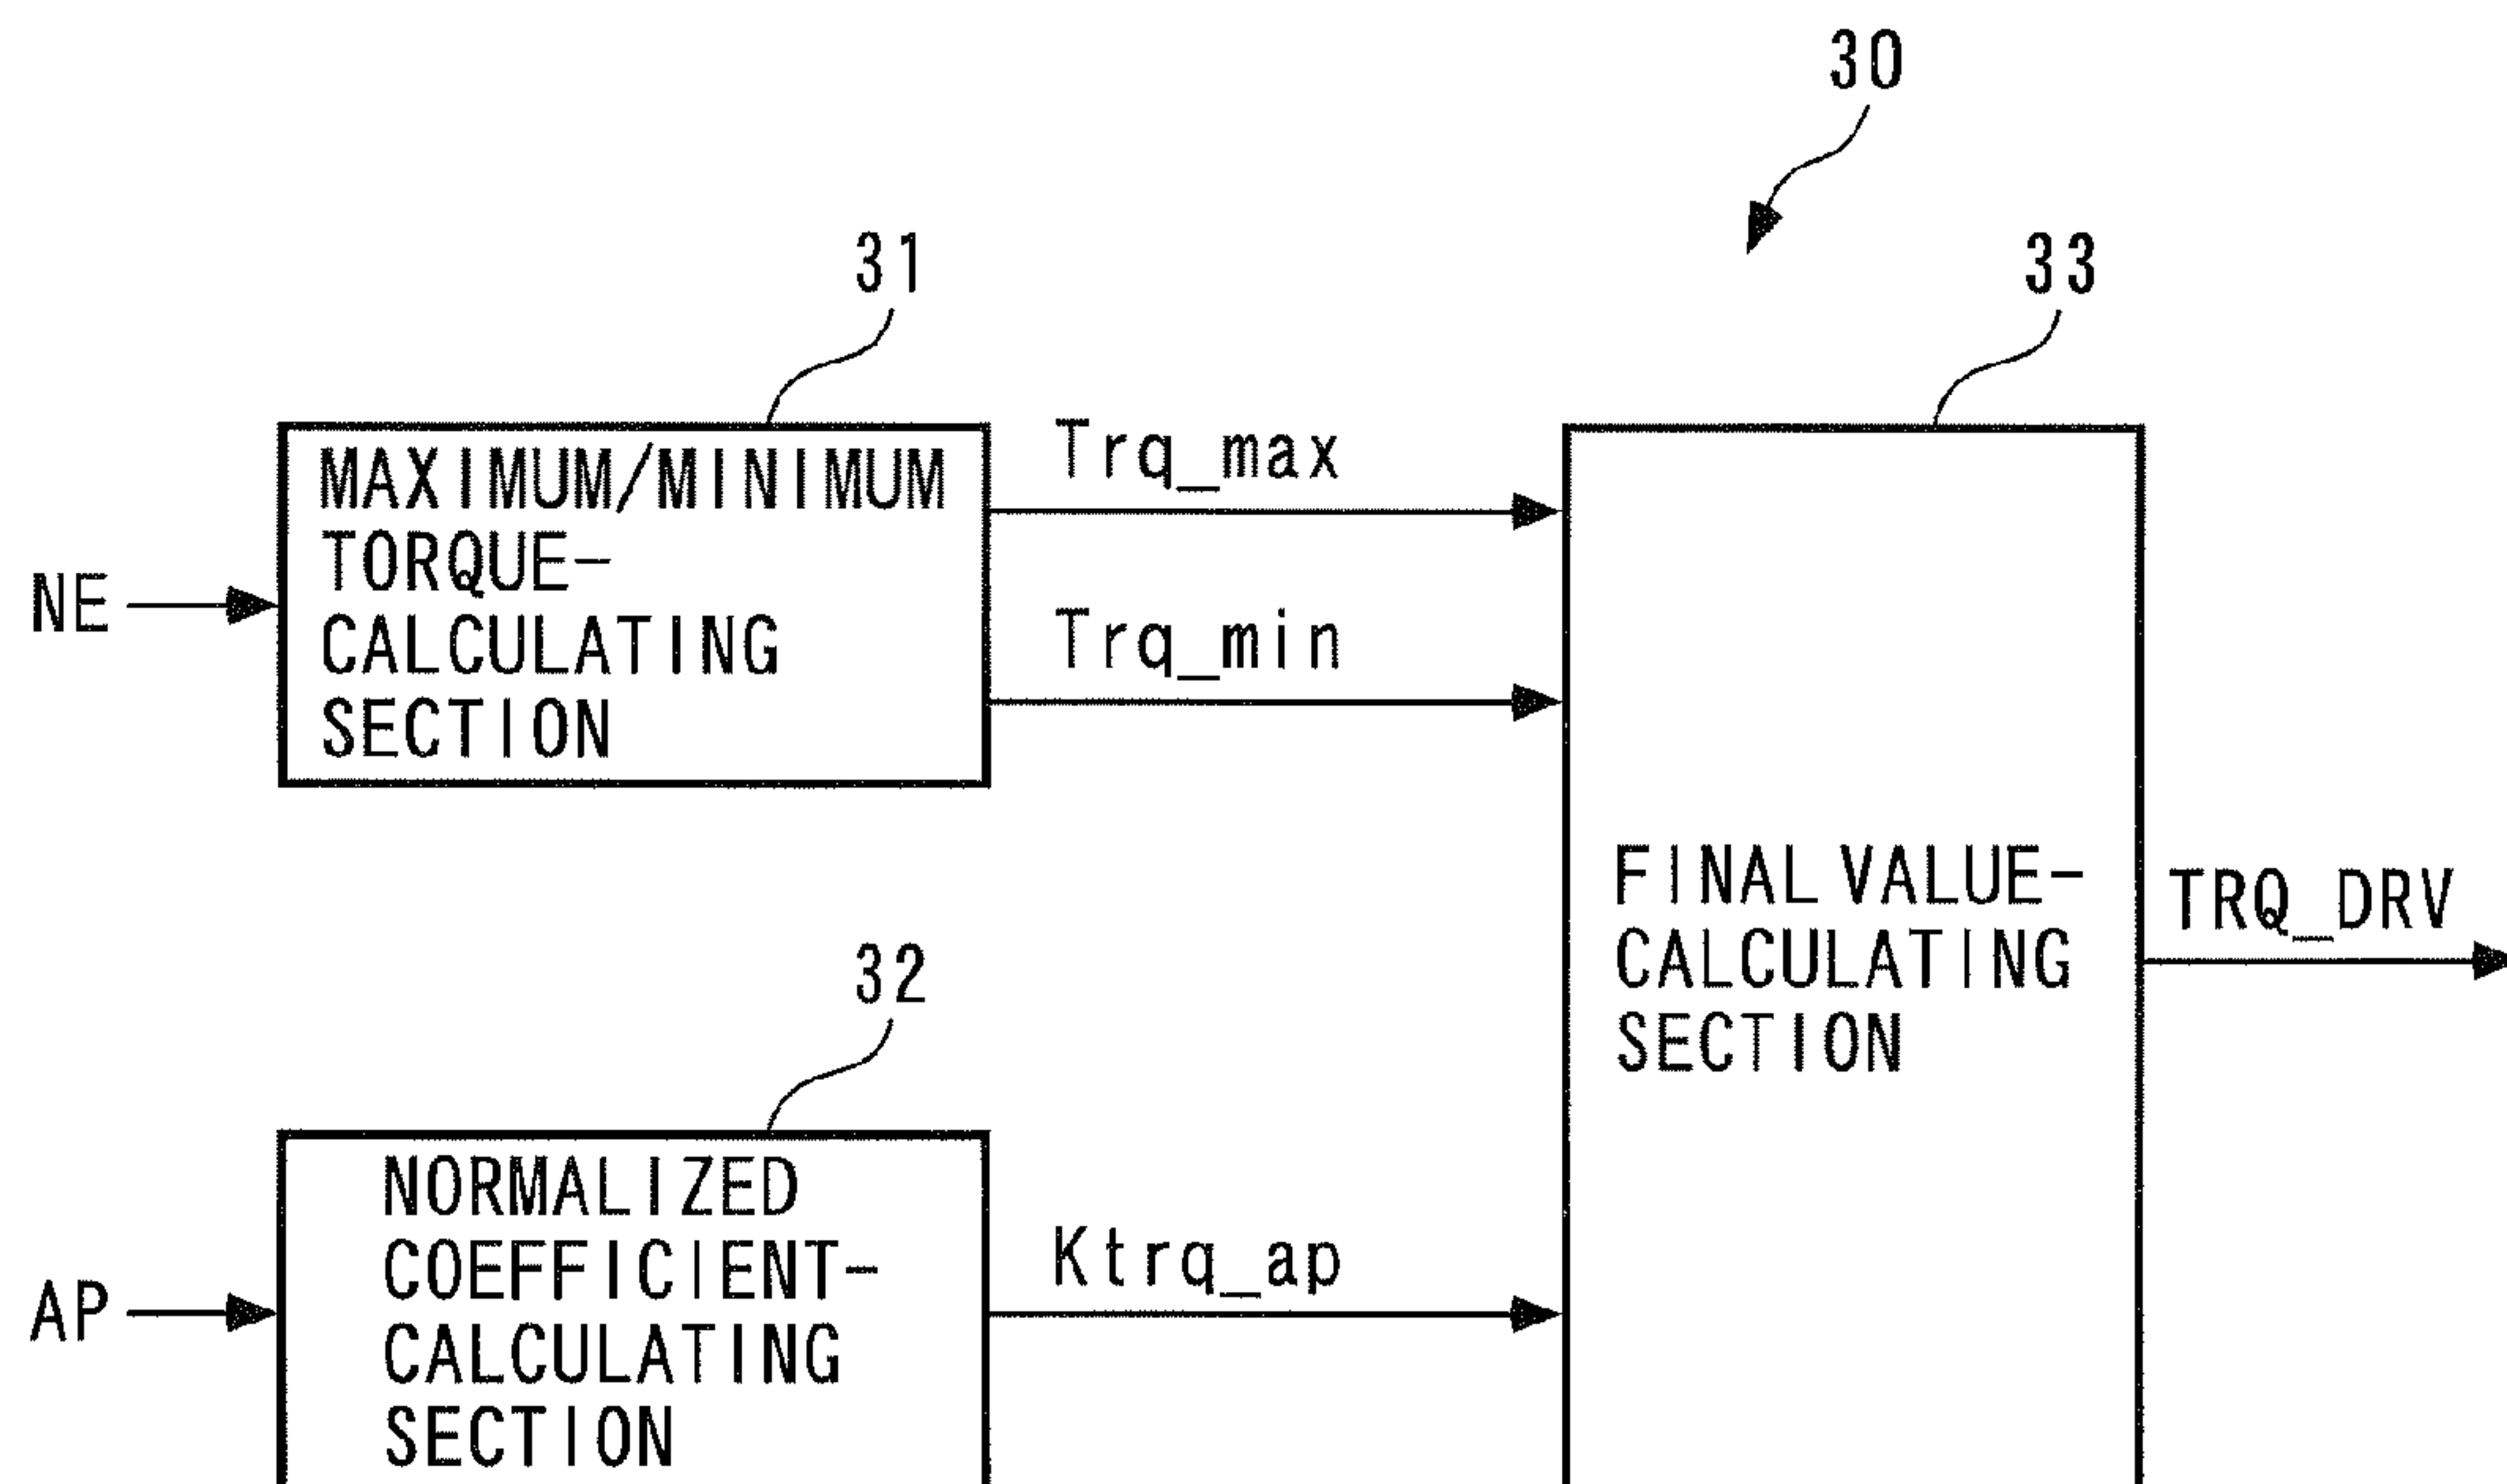 30
31
33
MAXIMUM/MINIMUM
TORQUE-
CALCULATING
SECTION
NE
Trq_max
Trq_min
FINAL VALUE-
CALCULATING
SECTION
TRQ_DRV
32
NORMALIZED
COEFFICIENT-
CALCULATING
SECTION
AP
Ktrq_ap